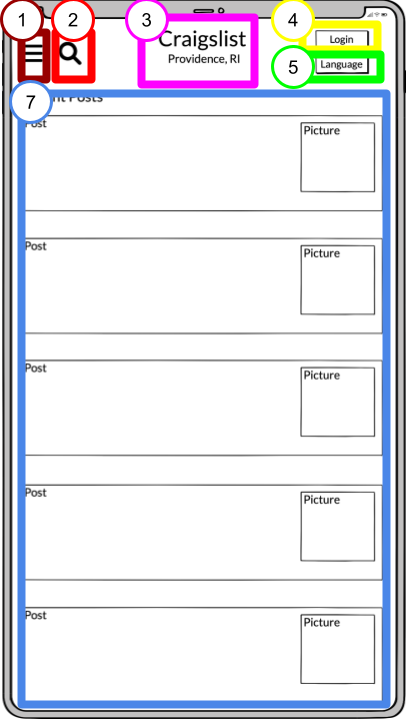 1
2
3
4
Craigslist
Login
Providence, RI
5
Language
7
nt Posts
Post
Picture
Post
Picture
Post
Picture
Post
Picture
Post
Picture